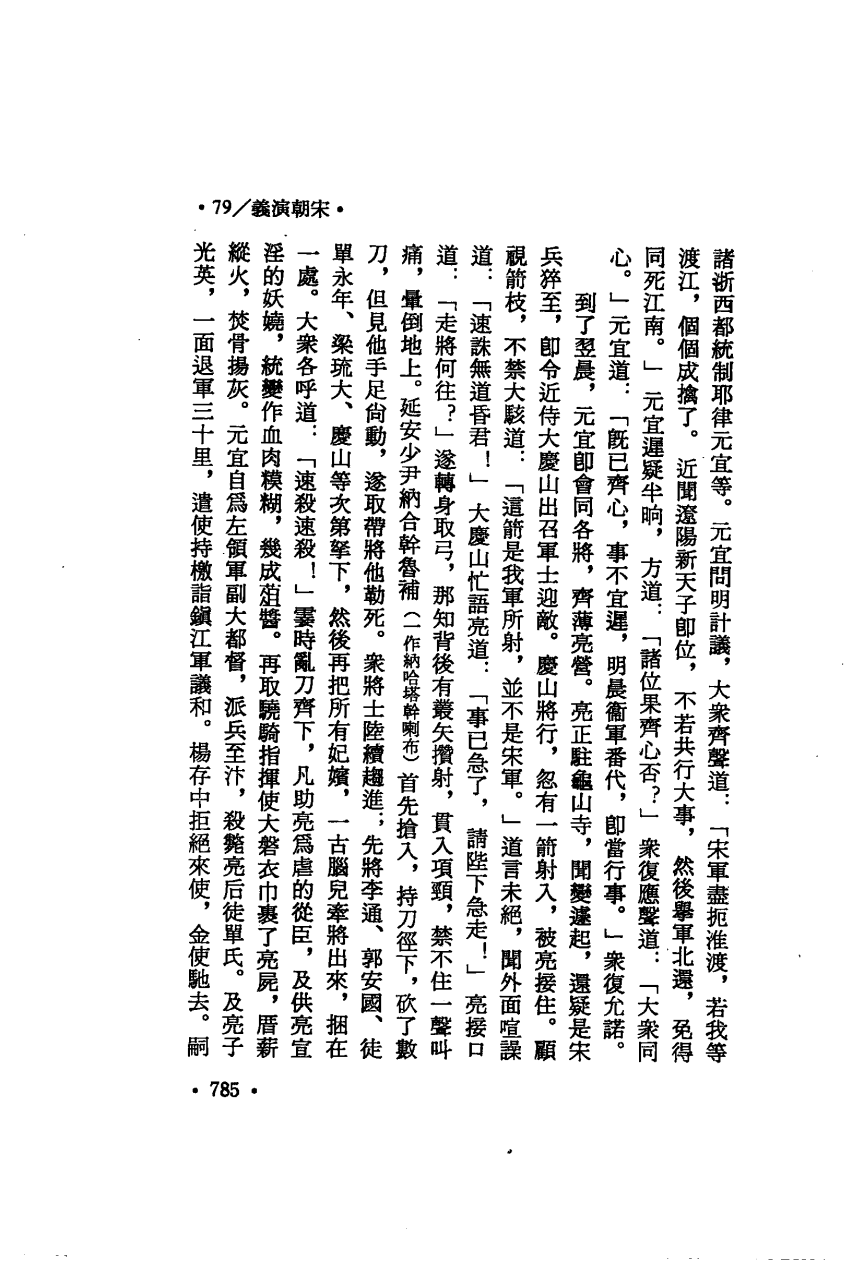 •79／義演朝宋•
諸浙西都統制耶律元宜等。元宜問明計議，大衆齊聲道：「宋軍盡扼淮渡，若我等
渡江，個個成擒了。近聞遼陽新天子卽位，不若共行大事，然後擧軍北還，免得
同死江南。」元宜遲疑半晌，方道：「諸位果齊心否？」衆復應聲道：「大衆同
心。」元宜道：「旣已齊心，事不宜遲，明晨衞軍番代，卽當行事。」衆復允諾。
到了翌晨，元宜卽會同各將，齊薄亮營。亮正駐龜山寺，聞變遽起，還疑是宋
兵猝至，卽令近侍大慶山出召軍士迎敵。慶山將行，忽有一箭射入，被亮接住。顧
視箭枝，不禁大駭道：「這箭是我軍所射，並不是宋軍。」道言未絕，聞外面喧譟
道：「速誅無道昏君！」大慶山忙語亮道：「事已急了，請陛下急走！」亮接口
道：「走將何往？」遂轉身取弓，那知背後有叢矢攢射，貫入項頸，禁不住一聲叫
痛，暈倒地上。延安少尹納合幹魯補（一作納哈塔幹喇布）首先搶入，持刀徑下，砍了數
刀，但見他手足尙動，遂取帶將他勒死。衆將士陸續趨進；先將李通、郭安國、徒
單永年、梁琉大、慶山等次第拏下，然後再把所有妃嬪，一古腦兒牽將出來，捆在
一處。大衆各呼道：「速殺速殺！」霎時亂刀齊下，凡助亮爲虐的從臣，及供亮宣
淫的妖嬈，統變作血肉模糊，幾成菹醬。再取驍騎指揮使大磐衣巾裹了亮屍，厝薪
縱火，焚骨揚灰。元宜自爲左領軍副大都督，派兵至汴，殺斃亮后徒單氏。及亮子
光英，一面退軍三十里，遣使持檄詣鎭江軍議和。楊存中拒絕來使，金使馳去。嗣
•785•